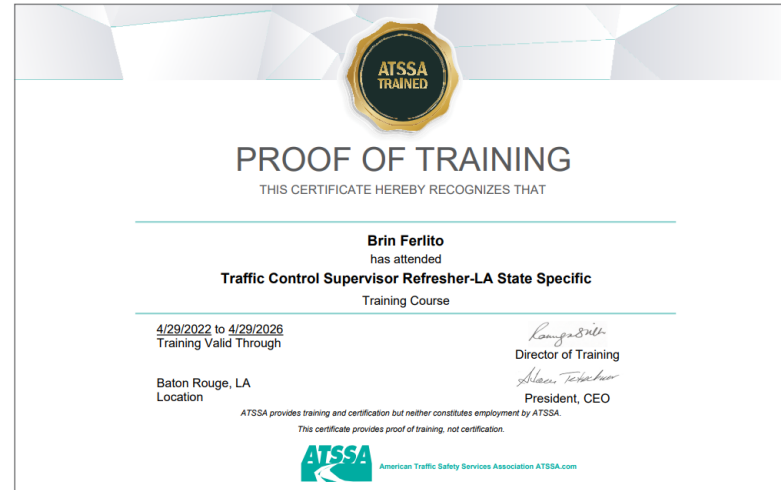 ATSSA
TRAINED
PROOF OF TRAINING
THIS CERTIFICATE HEREBY RECOGNIZES THAT
Brin Ferlito
has attended
Traffic Control Supervisor Refresher-LA State Specific
Training Course
4/29/2022 to 4/29/2026
Training Valid Through
Director of Training
Baton Rouge, LA
Location
President, CEO
ATSSA provides training and certification but neither constitutes employment by ATSSA.
This certificate provides proof of training, not certification.
ATSSA
American Traffic Safety Services Association ATSSA.com